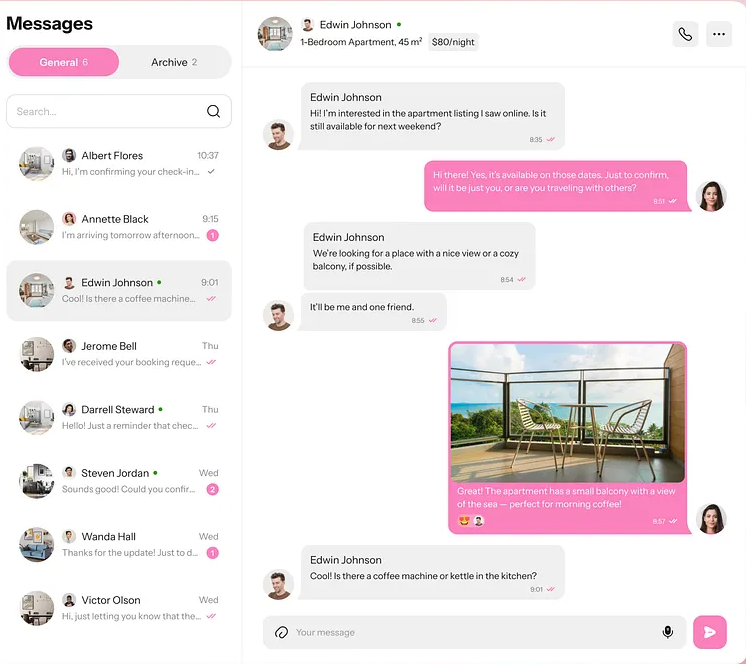 Messages
General 6
Archive 2
Search...
Albert Flores 10:37
Hi, I'm confirming your check-in...
Annette Black 9:15
I'm arriving tomorrow afternoon... 1
Edwin Johnson 9:01
Cool! Is there a coffee machine...
Jerome Bell Thu
I've received your booking reque...
Darrell Steward Thu
Hello! Just a reminder that chec...
Steven Jordan Wed
Sounds good! Could you confir... 2
Wanda Hall Wed
Thanks for the update! Just to d... 1
Victor Olson Wed
Hi, just letting you know that the...
Edwin Johnson
1-Bedroom Apartment, 45 m² $80/night
Edwin Johnson
Hi! I'm interested in the apartment listing I saw online. Is it
still available for next weekend?
8:35
Hi there! Yes, it's available on those dates. Just to confirm,
will it be just you, or are you traveling with others?
8:51
Edwin Johnson
We're looking for a place with a nice view or a cozy
balcony, if possible.
8:54
It'll be me and one friend.
8:55
Great! The apartment has a small balcony with a view
of the sea — perfect for morning coffee!
8:57
Edwin Johnson
Cool! Is there a coffee machine or kettle in the kitchen?
9:01
Your message